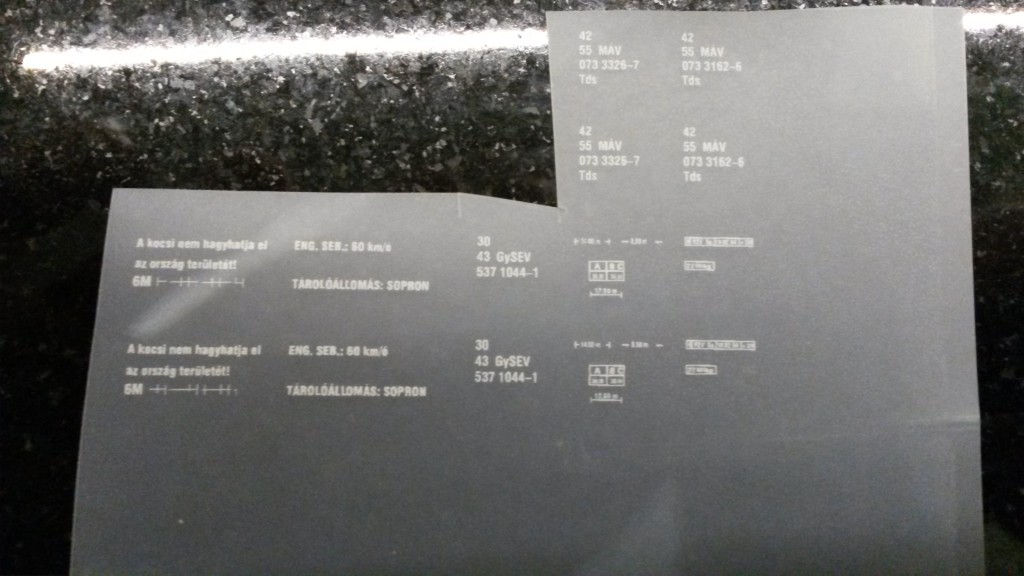 42
55 MÁV
073 3326-7
Tds
42
55 MÁV
073 3162-6
Tds
42
55 MÁV
073 3326-7
Tds
42
55 MÁV
073 3162-6
Tds
A kocsi nem hagyhatja el
az ország területét!
6M
ENG. SEB.: 60 km/ó
TÁROLÓÁLLOMÁS: SOPRON
30
43 GySEV
537 1044-1
A B C
A kocsi nem hagyhatja el
az ország területét!
6M
ENG. SEB.: 60 km/ó
TÁROLÓÁLLOMÁS: SOPRON
30
43 GySEV
537 1044-1
A B C